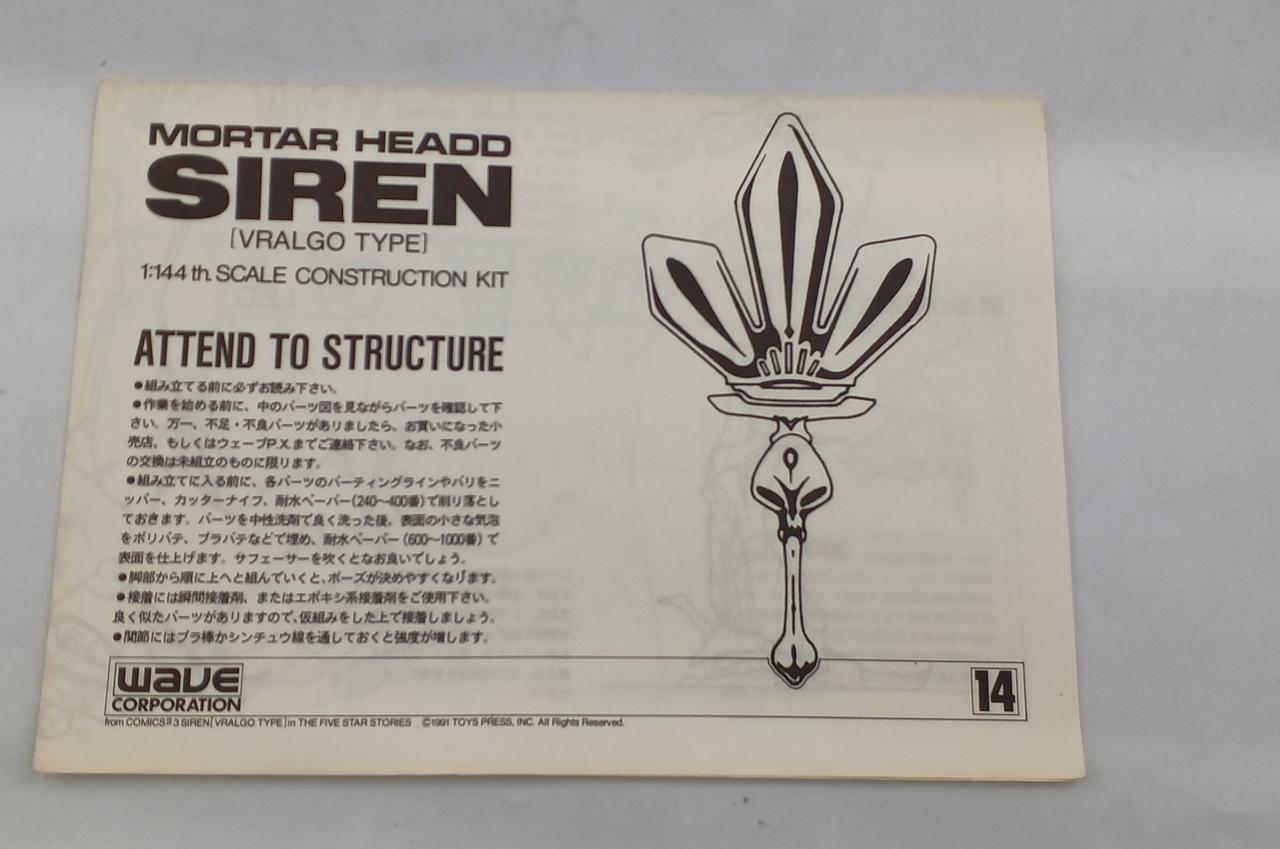 MORTAR HEADD
SIREN
[VRALGO TYPE]
1:144 th. SCALE CONSTRUCTION KIT
ATTEND TO STRUCTURE
●組み立てる前に必ずお読み下さい。
●作業を始める前に、中のパーツ図を見ながらパーツを確認して下
さい。万一、不足・不良パーツがありましたら、お買いになった小
売店、もしくはウェーブP.X.までご連絡下さい。なお、不良パーツ
の交換は未組立のものに限ります。
●組み立てに入る前に、各パーツのパーティングラインやバリをニ
ッパー、カッターナイフ、耐水ペーパー(240〜400番)で削り落とし
ておきます。パーツを中性洗剤で良く洗った後、表面の小さな気泡
をポリパテ、プラパテなどで埋め、耐水ペーパー(600〜1000番)で
表面を仕上げます。サフェーサーを吹くとなお良いでしょう。
●脚部から順に上へと組んでいくと、ポーズが決めやすくなります。
●接着には瞬間接着剤、またはエポキシ系接着剤をご使用下さい。
良く似たパーツがありますので、仮組みをした上で接着しましょう。
●関節にはプラ棒かシンチュウ線を通しておくと強度が増します。
wave
CORPORATION
14
from COMICS#3 SIREN[VRALGO TYPE] in THE FIVE STAR STORIES ©1991 TOYS PRESS, INC. All Rights Reserved.